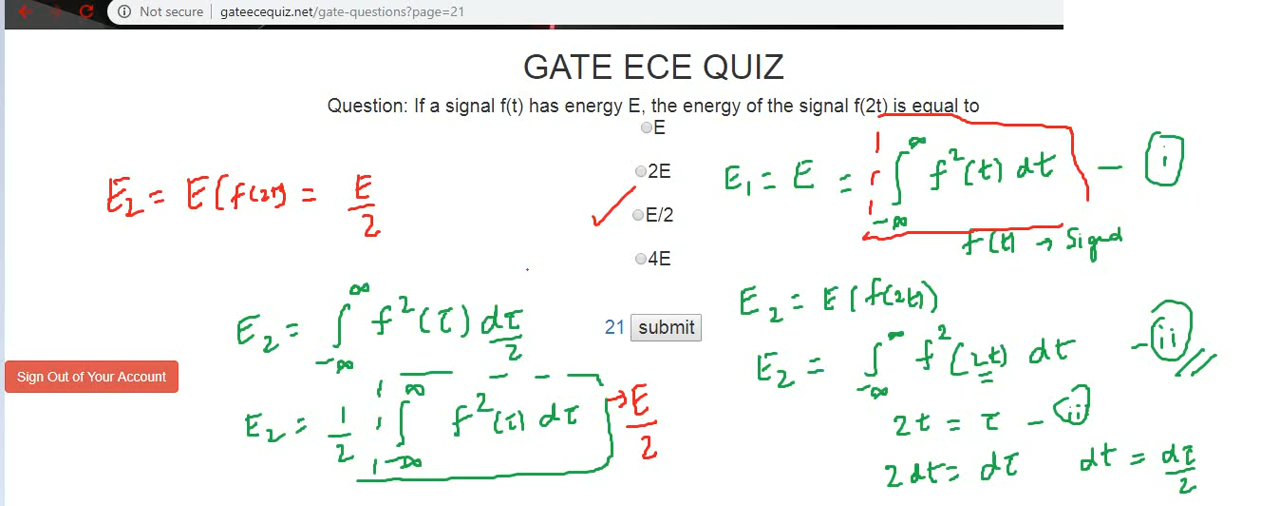 Not secure | gateecequiz.net/gate-questions?page=21
GATE ECE QUIZ
Question: If a signal f(t) has energy E, the energy of the signal f(2t) is equal to
E
2E
E/2
4E
21 submit
Sign Out of Your Account
E₁ = E = ∫_{-∞}^{∞} f²(t) dt – (i)
f(t) → Signal
E₂ = E(f(2t)
E₂ = ∫_{-∞}^{∞} f²(2t) dt – (ii)
2t = τ – (ii)
2dt = dτ dt = dτ/2
E₂ = ∫_{-∞}^{∞} f²(τ) dτ/2
E₂ = 1/2 ∫_{-∞}^{∞} f²(τ) dτ → E/2
E₂ = E(f(2t) = E/2